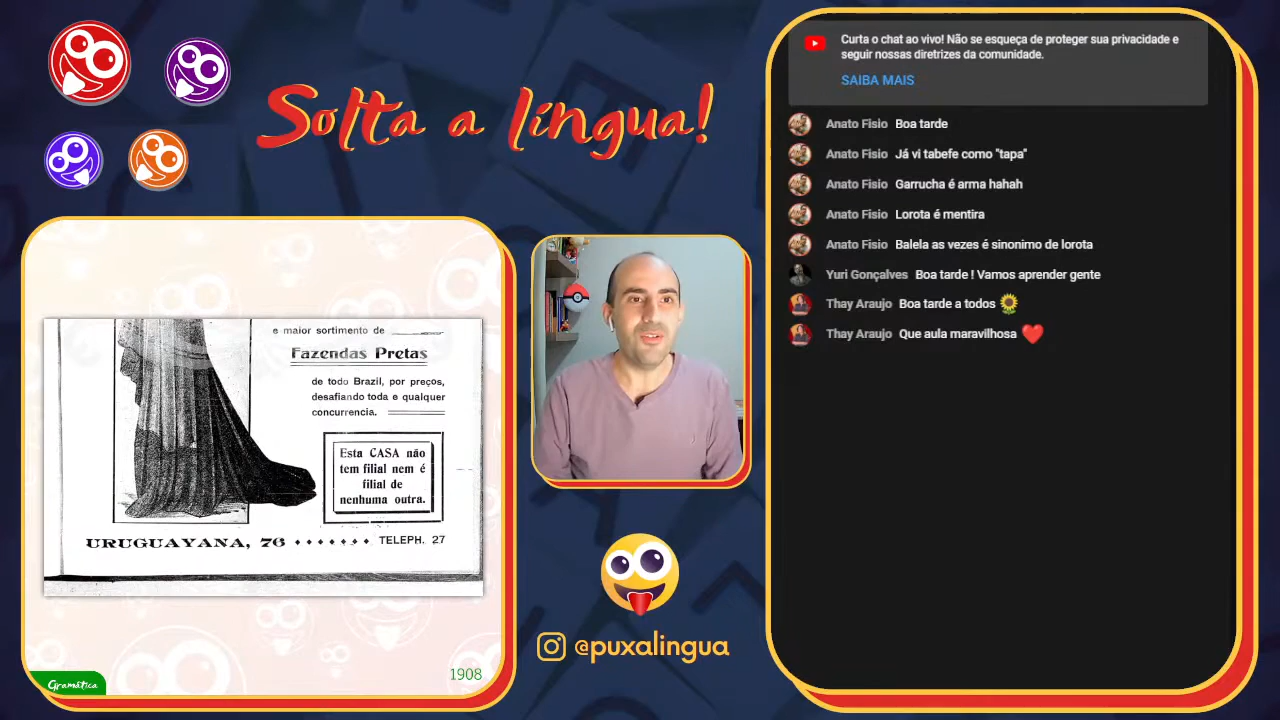 Solta a língua!
e maior sortimento de
Fazendas Pretas
de todo Brazil, por preços,
desafiando toda e qualquer
concurrencia.
Esta CASA não
tem filial nem é
filial de
nenhuma outra.
URUGUAYANA, 76
TELEPH. 27
Gramática
1908
@puxalingua
Curta o chat ao vivo! Não se esqueça de proteger sua privacidade e
seguir nossas diretrizes da comunidade.
SAIBA MAIS
Anato Fisio Boa tarde
Anato Fisio Já vi tabefe como "tapa"
Anato Fisio Garrucha é arma hahah
Anato Fisio Lorota é mentira
Anato Fisio Balela as vezes é sinonimo de lorota
Yuri Gonçalves Boa tarde ! Vamos aprender gente
Thay Araujo Boa tarde a todos 🌻
Thay Araujo Que aula maravilhosa ❤️